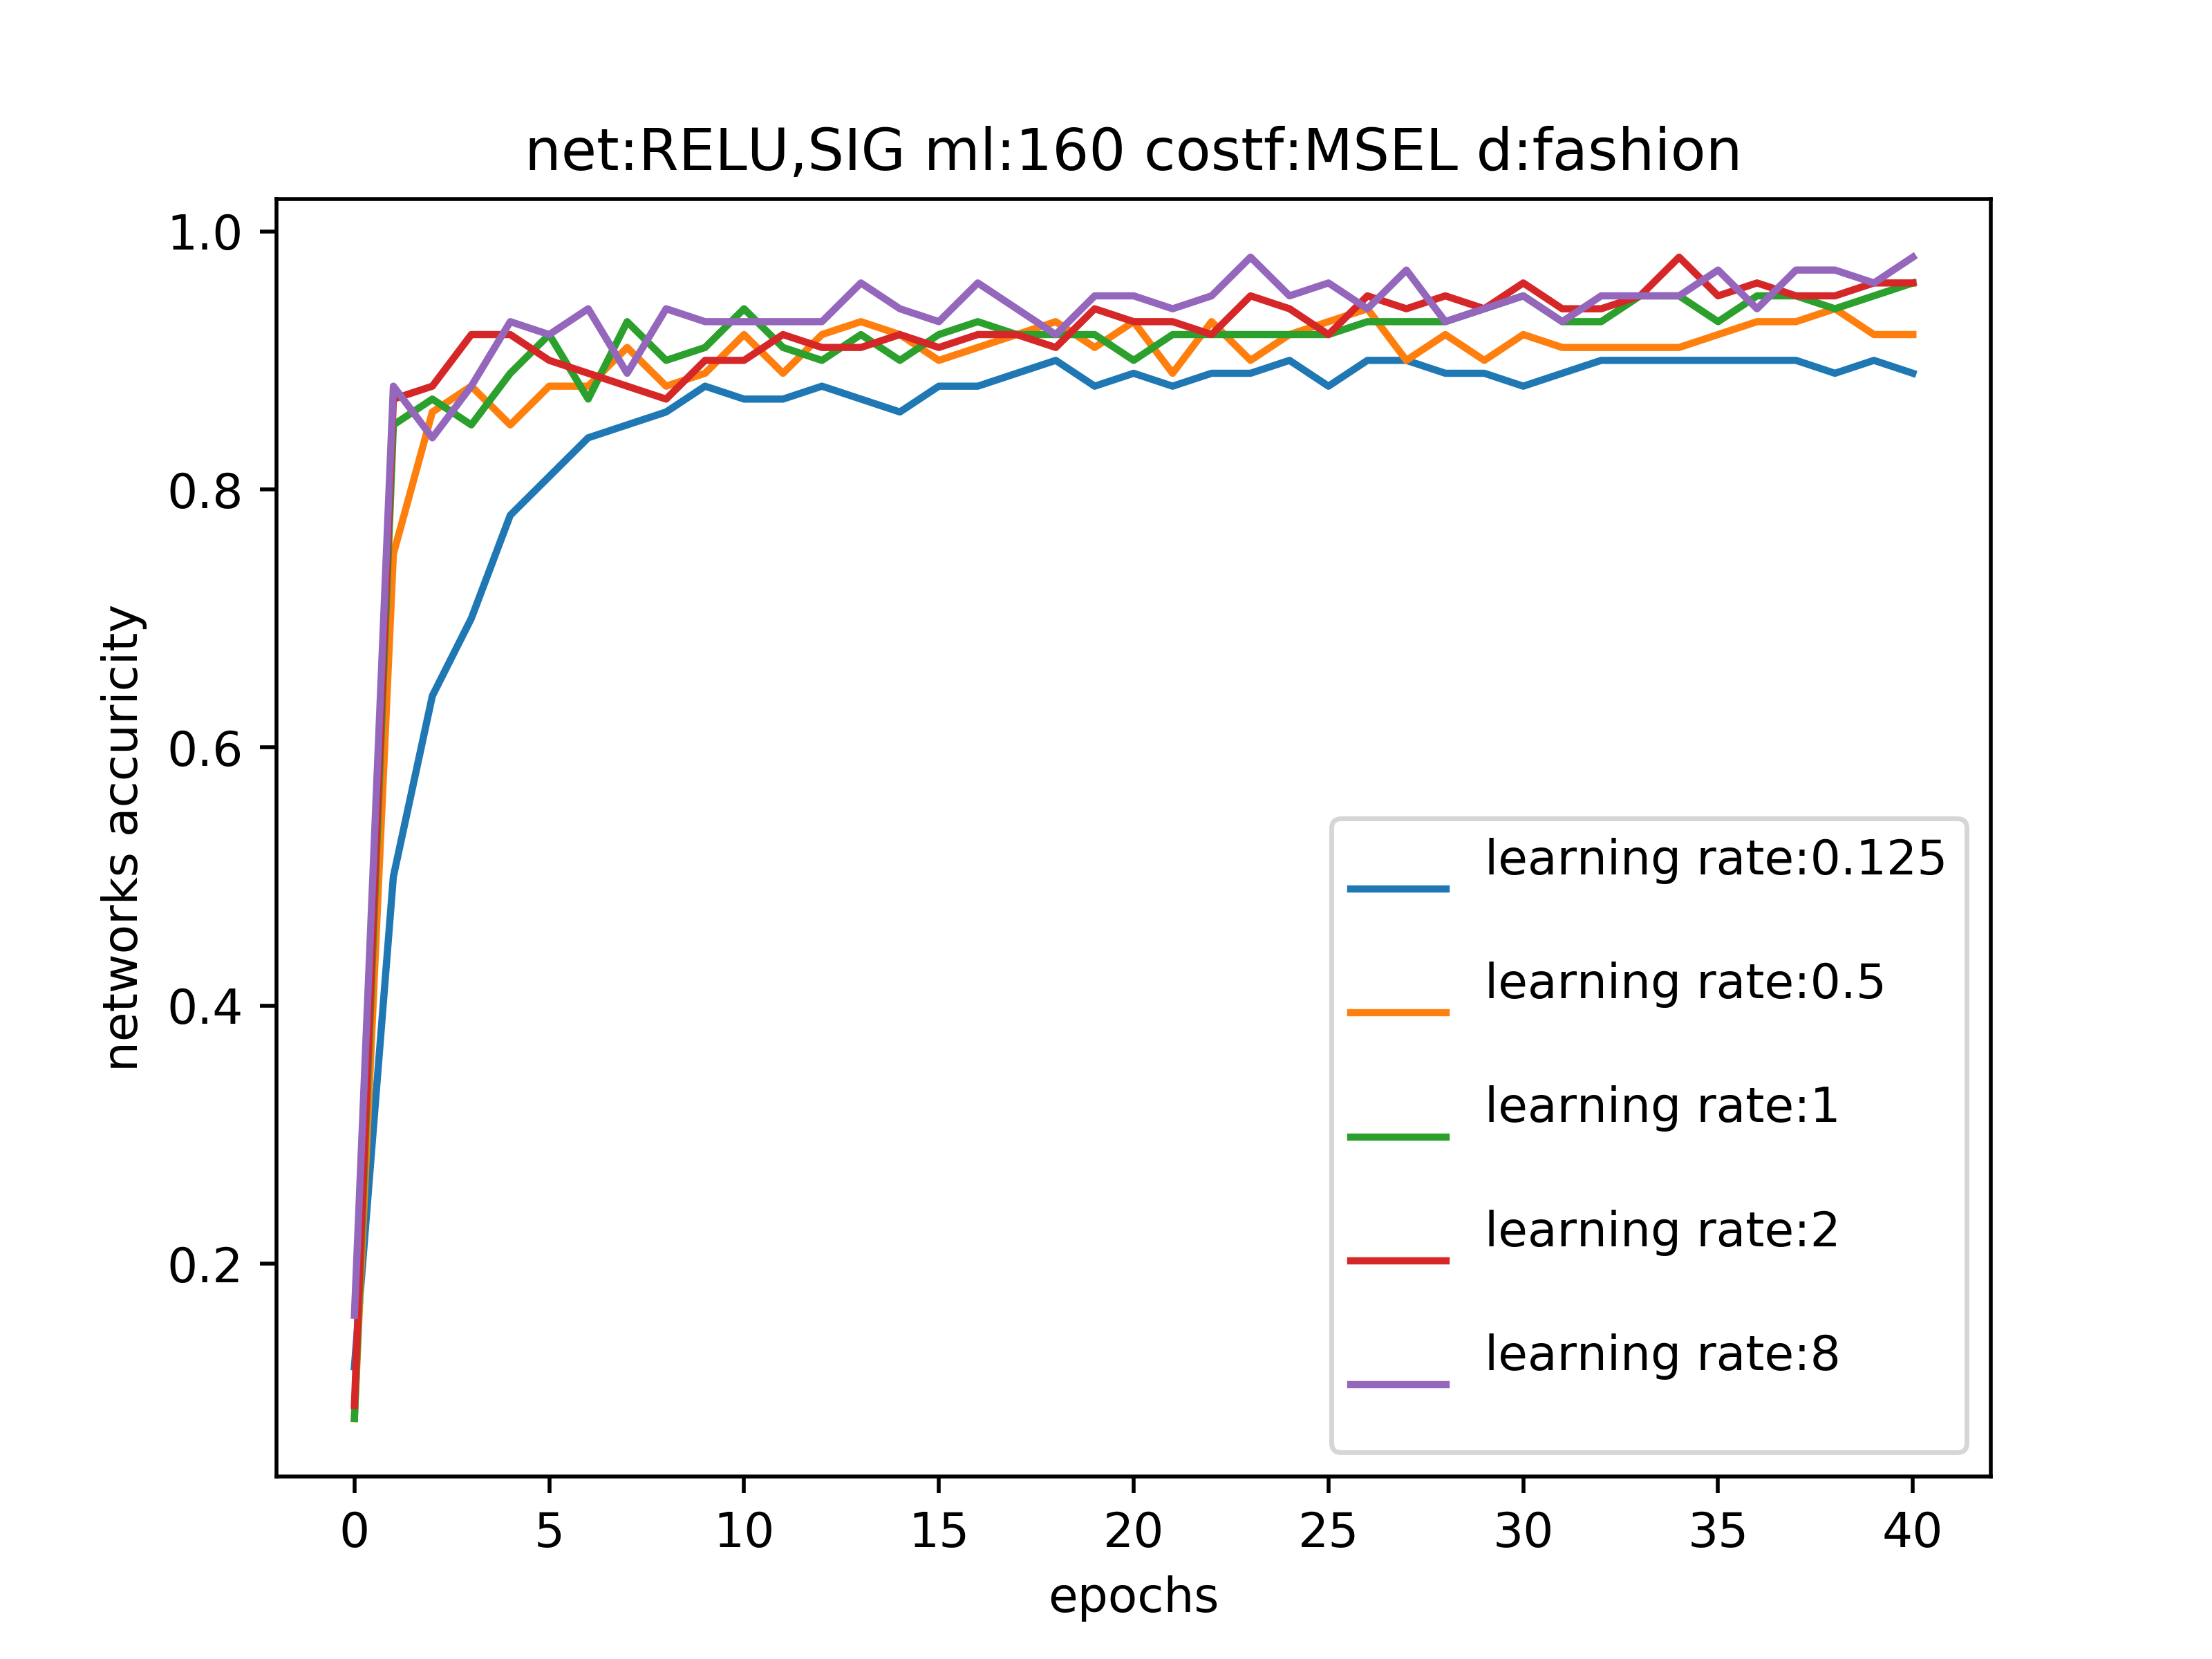 net:RELU,SIG ml:160 costf:MSEL d:fashion
networks accuricity
1.0
0.8
0.6
0.4
0.2
learning rate:0.125
learning rate:0.5
learning rate:1
learning rate:2
learning rate:8
0 5 10 15 20 25 30 35 40
epochs